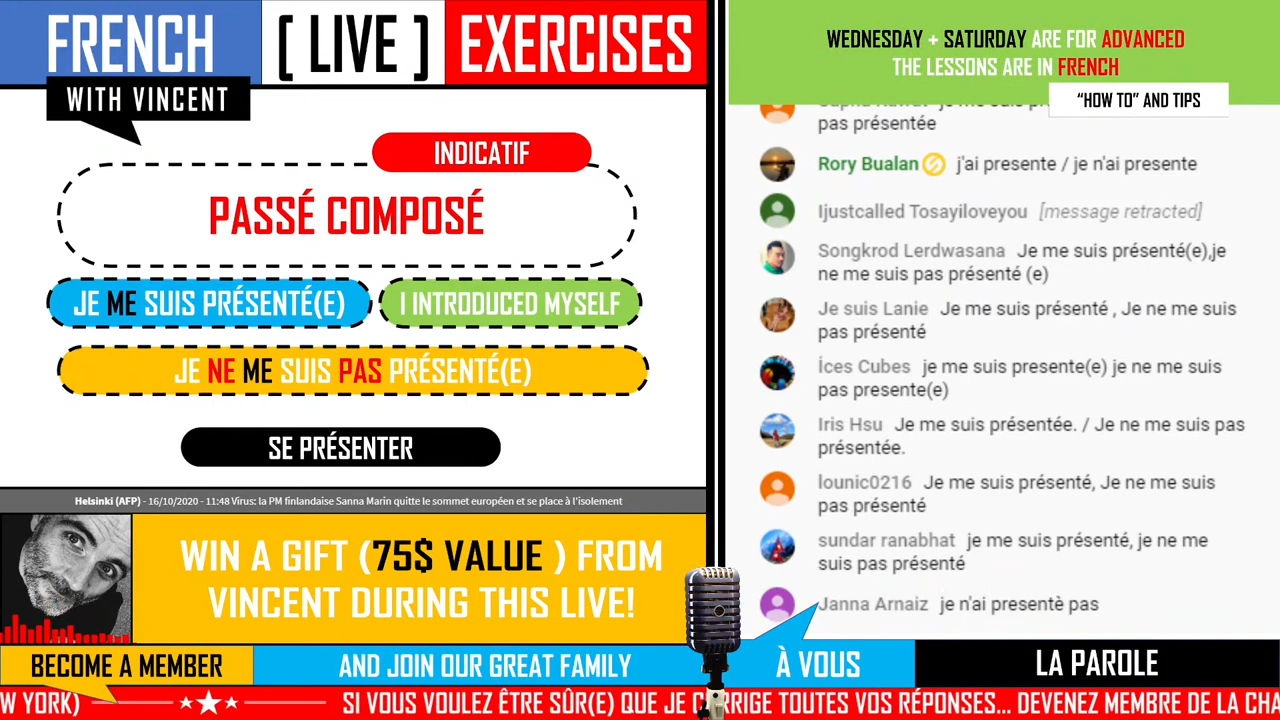 FRENCH
[ LIVE ]
EXERCISES
WITH VINCENT
INDICATIF
PASSÉ COMPOSÉ
JE ME SUIS PRÉSENTÉ(E)
I INTRODUCED MYSELF
JE NE ME SUIS PAS PRÉSENTÉ(E)
SE PRÉSENTER
Helsinki (AFP) - 16/10/2020 - 11:48 Virus: la PM finlandaise Sanna Marin quitte le sommet européen et se place à l'isolement
WIN A GIFT (75$ VALUE ) FROM
VINCENT DURING THIS LIVE!
BECOME A MEMBER
AND JOIN OUR GREAT FAMILY
WEDNESDAY + SATURDAY ARE FOR ADVANCED
THE LESSONS ARE IN FRENCH
“HOW TO” AND TIPS
pas présentée
Rory Bualan j'ai presente / je n'ai presente
Ijustcalled Tosayiloveyou [message retracted]
Songkrod Lerdwasana Je me suis présenté(e),je
ne me suis pas présenté (e)
Je suis Lanie Je me suis présenté , Je ne me suis
pas présenté
İces Cubes je me suis presente(e) je ne me suis
pas presente(e)
Iris Hsu Je me suis présentée. / Je ne me suis pas
présentée.
lounic0216 Je me suis présenté, Je ne me suis
pas présenté
sundar ranabhat je me suis présenté, je ne me
suis pas présenté
Janna Arnaiz je n'ai presentè pas
À VOUS
LA PAROLE
W YORK)
SI VOUS VOULEZ ÊTRE SÛR(E) QUE JE C RRIGE TOUTES VOS RÉPONSES... DEVENEZ MEMBRE DE LA CHA